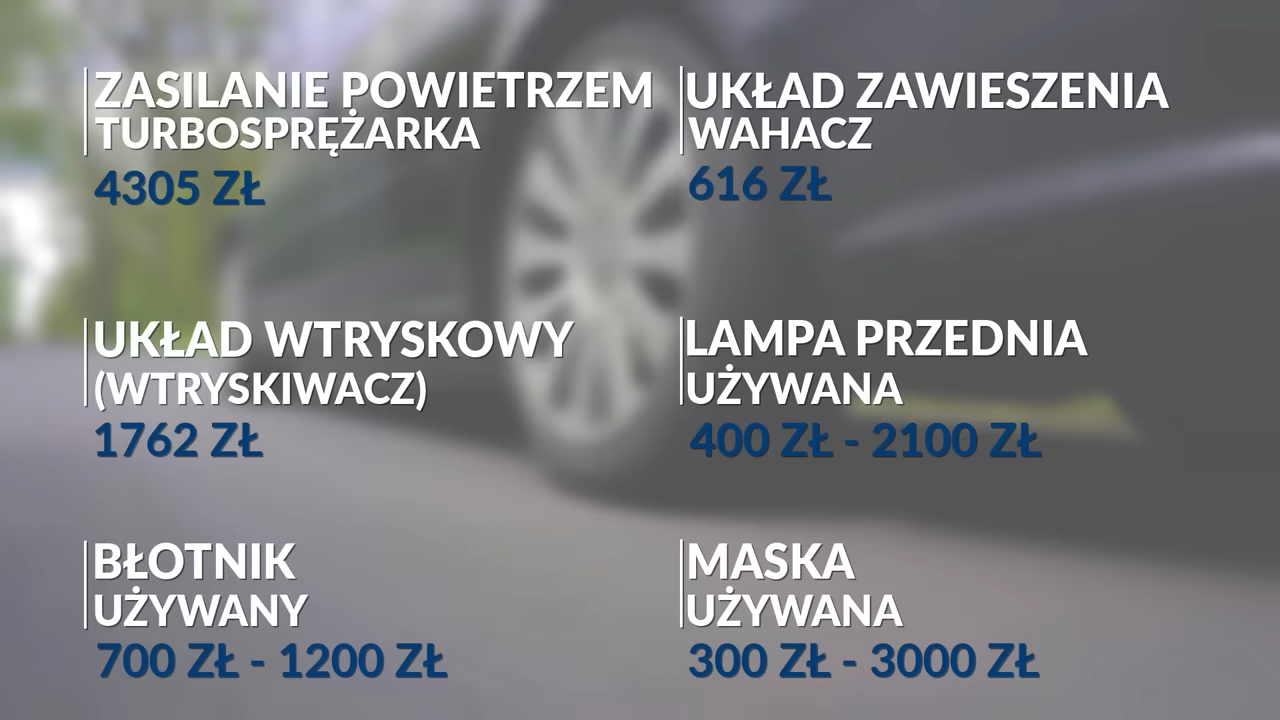 ZASILANIE POWIETRZEM
TURBOSPRĘŻARKA
4305 ZŁ
UKŁAD ZAWIESZENIA
WAHACZ
616 ZŁ
UKŁAD WTRYSKOWY
(WTRYSKIWACZ)
1762 ZŁ
LAMPA PRZEDNIA
UŻYWANA
400 ZŁ - 2100 ZŁ
BŁOTNIK
UŻYWANY
700 ZŁ - 1200 ZŁ
MASKA
UŻYWANA
300 ZŁ - 3000 ZŁ